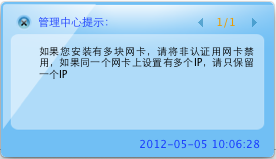 管理中心提示:
1/1
如果您安装有多块网卡，请将非认证用网卡禁
用，如果同一个网卡上设置有多个IP，请只保留
一个IP
2012-05-05 10:06:28